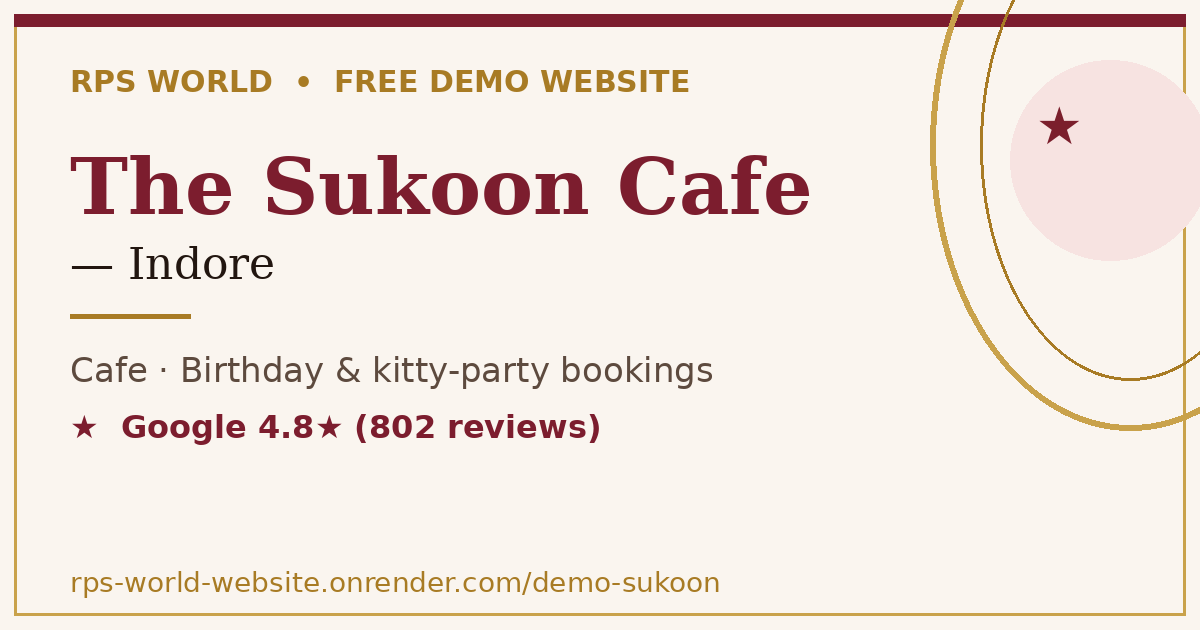 RPS WORLD • FREE DEMO WEBSITE
The Sukoon Cafe
— Indore
Cafe · Birthday & kitty-party bookings
★ Google 4.8★ (802 reviews)
rps-world-website.onrender.com/demo-sukoon